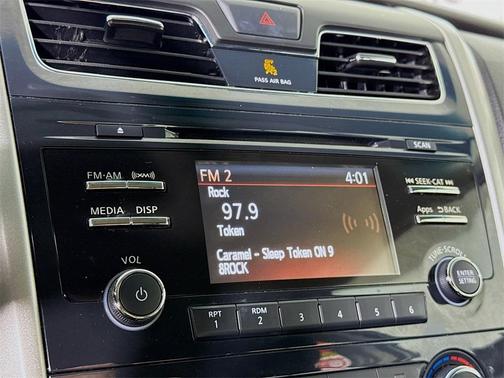 PASS AIR BAG
SCAN
FM·AM
(((XM)))
MEDIA DISP
VOL
FM 2 4:01
Rock
97.9
Token
Caramel - Sleep Token ON 9
8ROCK
SEEK·CAT
Apps BACK
TUNE·SCROLL
ENTER
SETTING
RPT
1
RDM
2
3
4
5
6